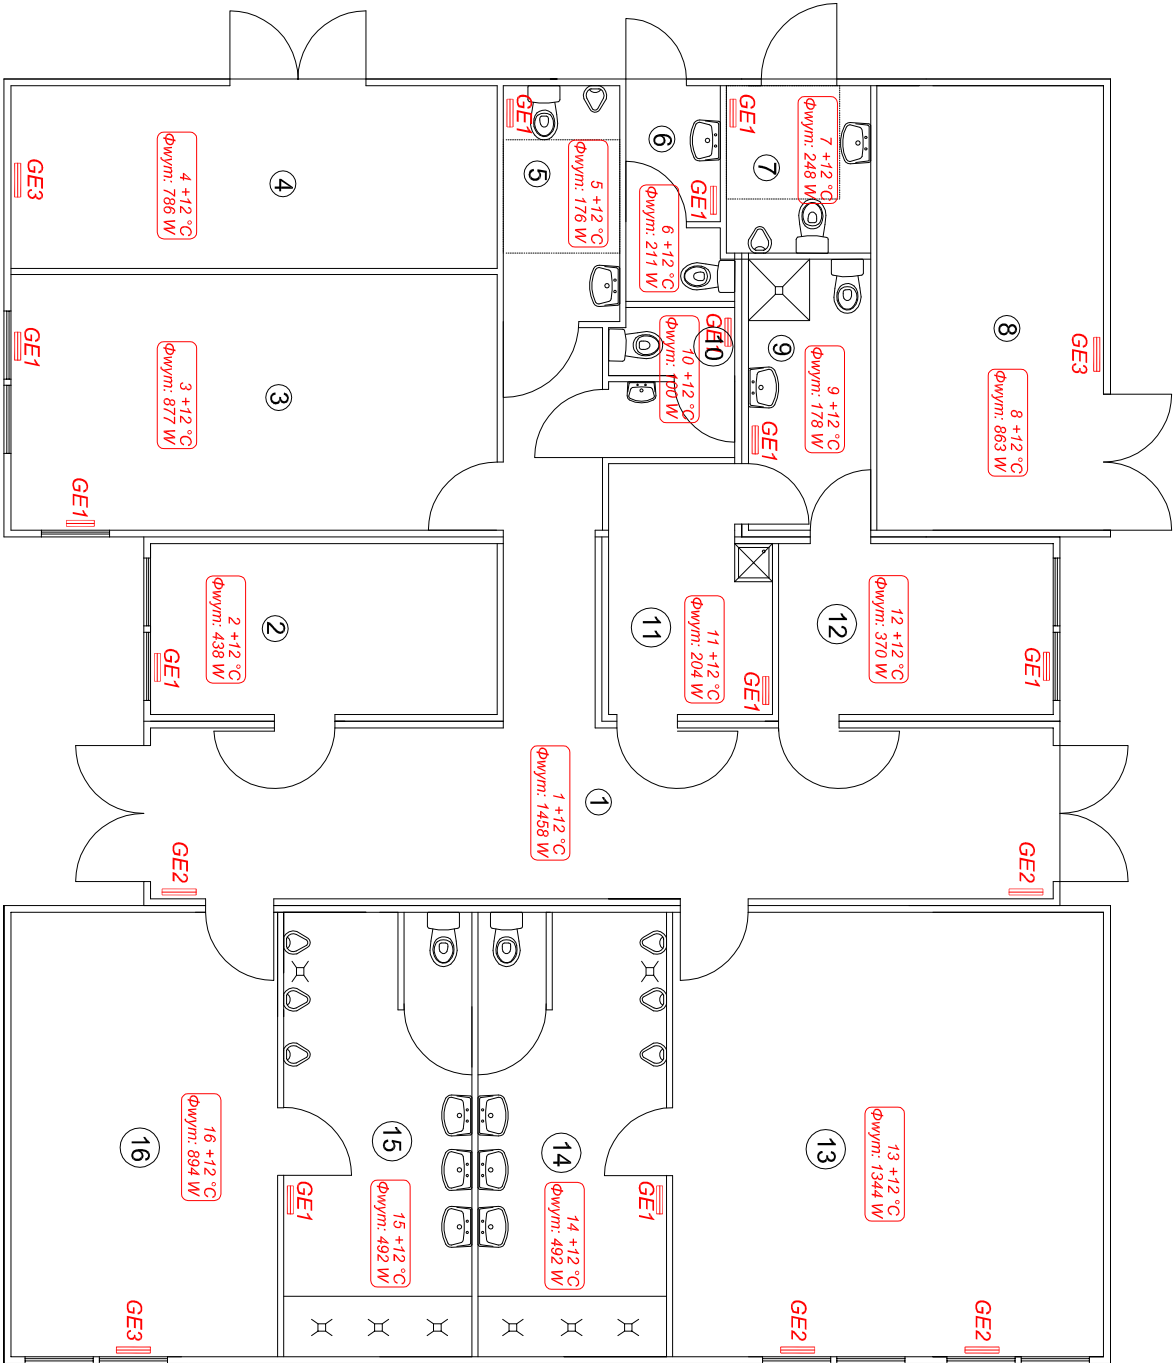 GE3
4 +12 °C
Φwym: 786 W
4
GE1
3 +12 °C
Φwym: 877 W
3
GE1
GE1
5
5 +12 °C
Φwym: 176 W
6
GE1
6 +12 °C
Φwym: 211 W
GE1
7
7 +12 °C
Φwym: 248 W
8
GE3
8 +12 °C
Φwym: 863 W
9
9 +12 °C
Φwym: 178 W
GE1
GE1
10
10 +12 °C
Φwym: 100 W
2 +12 °C
Φwym: 438 W
2
GE1
11
11 +12 °C
Φwym: 204 W
GE1
12
12 +12 °C
Φwym: 370 W
GE1
1
1 +12 °C
Φwym: 1458 W
GE2
GE2
16
16 +12 °C
Φwym: 894 W
GE3
15
15 +12 °C
Φwym: 492 W
GE1
14
14 +12 °C
Φwym: 492 W
GE1
13
13 +12 °C
Φwym: 1344 W
GE2
GE2